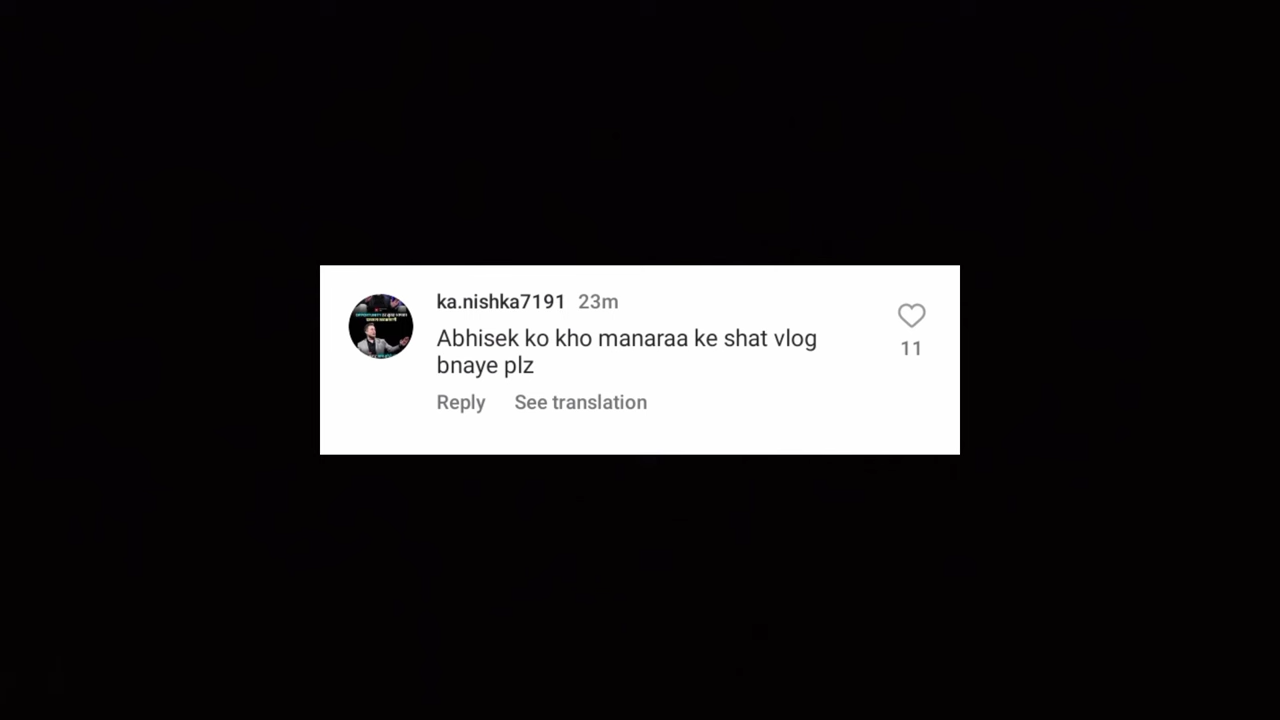 ka.nishka7191 23m
Abhisek ko kho manaraa ke shat vlog
bnaye plz
11
Reply See translation